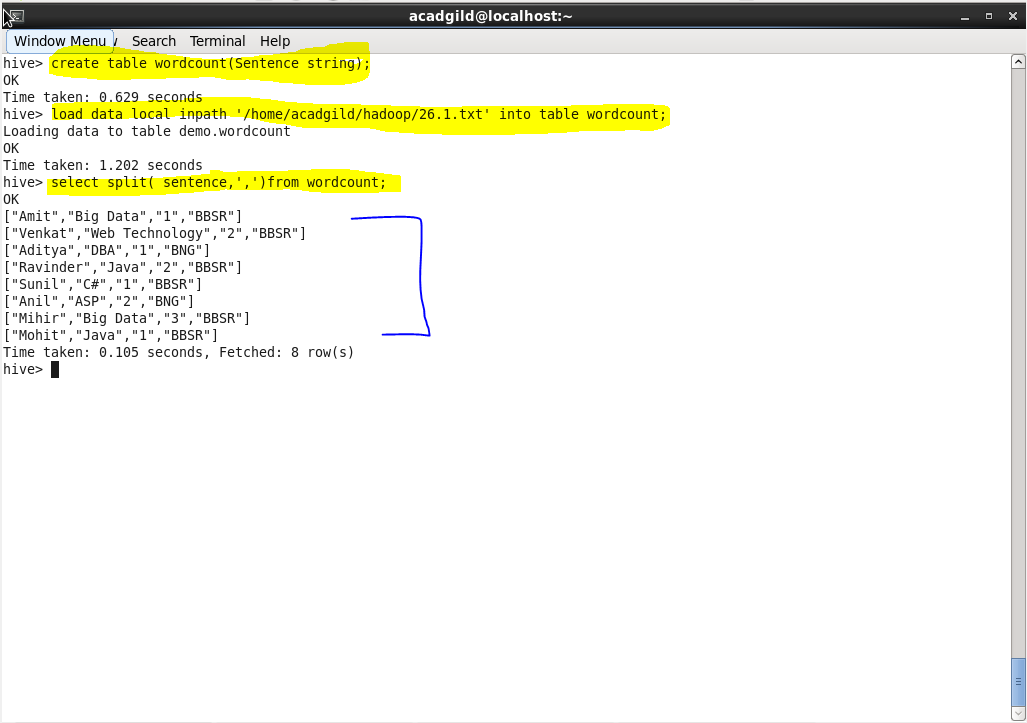 acadgild@localhost:~
Window Menu Search Terminal Help
hive> create table wordcount(Sentence string);
OK
Time taken: 0.629 seconds
hive> load data local inpath '/home/acadgild/hadoop/26.1.txt' into table wordcount;
Loading data to table demo.wordcount
OK
Time taken: 1.202 seconds
hive> select split( sentence,',')from wordcount;
OK
["Amit","Big Data","1","BBSR"]
["Venkat","Web Technology","2","BBSR"]
["Aditya","DBA","1","BNG"]
["Ravinder","Java","2","BBSR"]
["Sunil","C#","1","BBSR"]
["Anil","ASP","2","BNG"]
["Mihir","Big Data","3","BBSR"]
["Mohit","Java","1","BBSR"]
Time taken: 0.105 seconds, Fetched: 8 row(s)
hive>